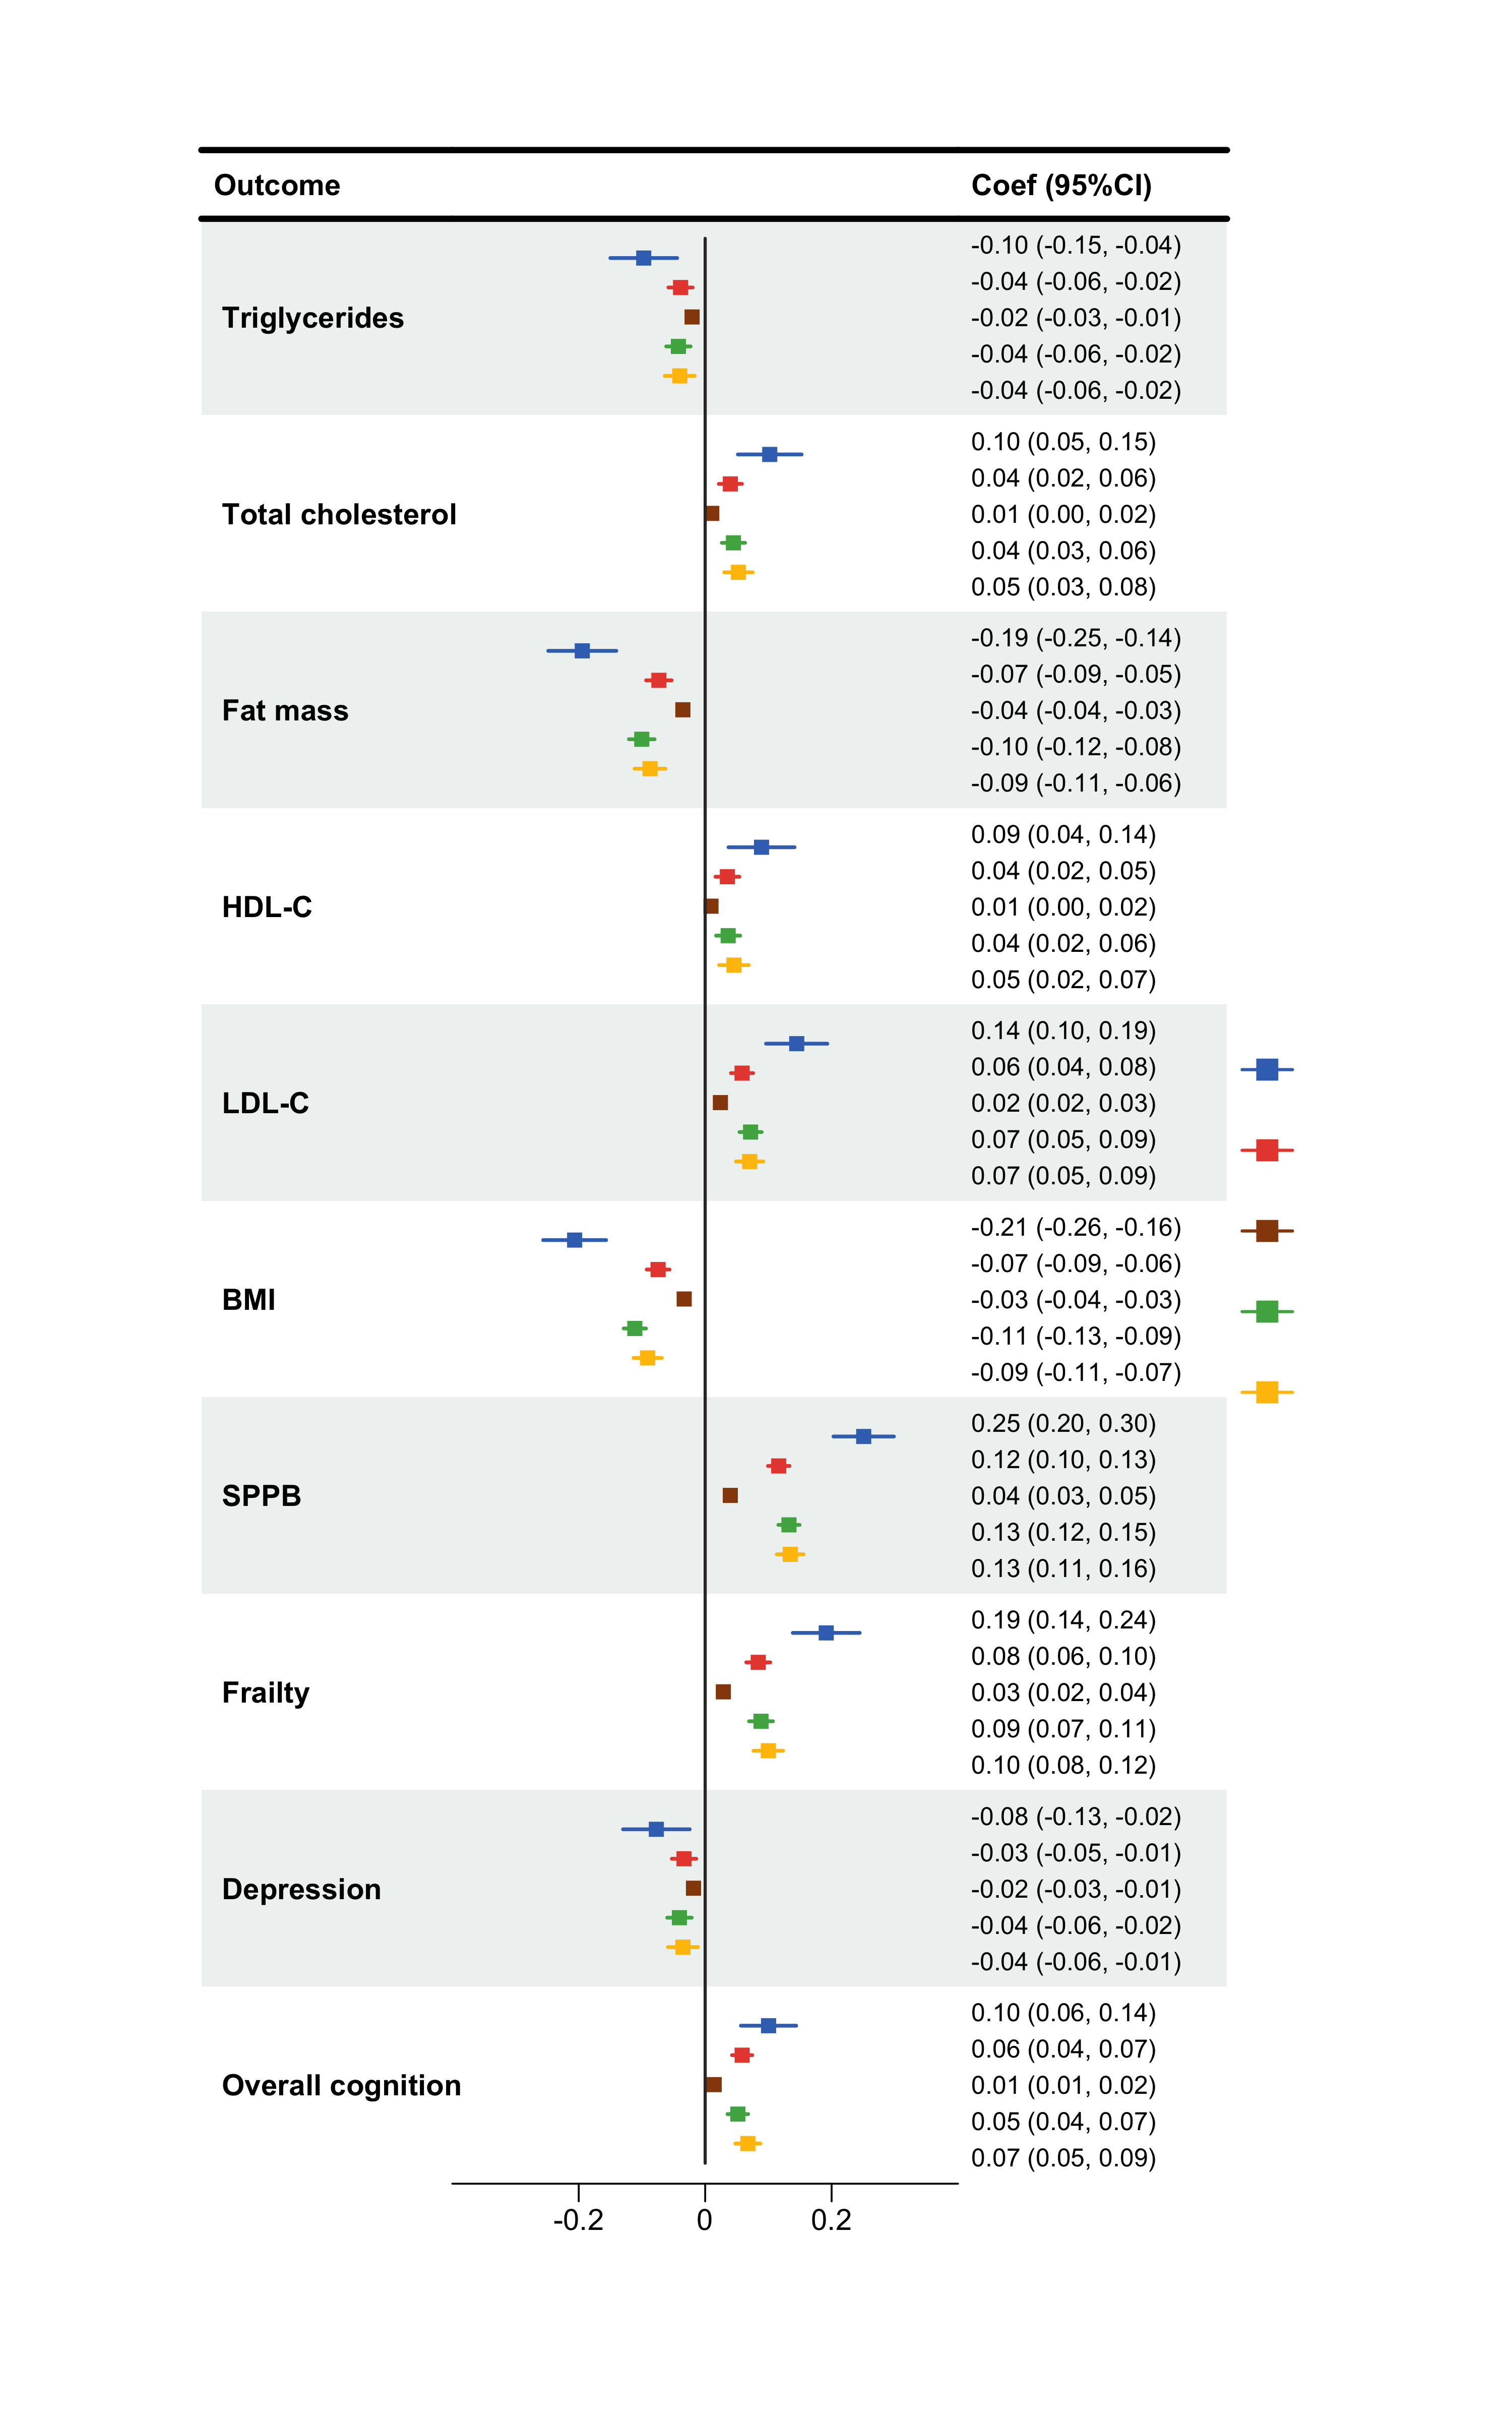 Outcome Coef (95%CI)
-0.10 (-0.15, -0.04)
-0.04 (-0.06, -0.02)
Triglycerides -0.02 (-0.03, -0.01)
-0.04 (-0.06, -0.02)
-0.04 (-0.06, -0.02)
0.10 (0.05, 0.15)
0.04 (0.02, 0.06)
Total cholesterol 0.01 (0.00, 0.02)
0.04 (0.03, 0.06)
0.05 (0.03, 0.08)
-0.19 (-0.25, -0.14)
-0.07 (-0.09, -0.05)
Fat mass -0.04 (-0.04, -0.03)
-0.10 (-0.12, -0.08)
-0.09 (-0.11, -0.06)
0.09 (0.04, 0.14)
0.04 (0.02, 0.05)
HDL-C 0.01 (0.00, 0.02)
0.04 (0.02, 0.06)
0.05 (0.02, 0.07)
0.14 (0.10, 0.19)
0.06 (0.04, 0.08)
LDL-C 0.02 (0.02, 0.03)
0.07 (0.05, 0.09)
0.07 (0.05, 0.09)
-0.21 (-0.26, -0.16)
-0.07 (-0.09, -0.06)
BMI -0.03 (-0.04, -0.03)
-0.11 (-0.13, -0.09)
-0.09 (-0.11, -0.07)
0.25 (0.20, 0.30)
0.12 (0.10, 0.13)
SPPB 0.04 (0.03, 0.05)
0.13 (0.12, 0.15)
0.13 (0.11, 0.16)
0.19 (0.14, 0.24)
0.08 (0.06, 0.10)
Frailty 0.03 (0.02, 0.04)
0.09 (0.07, 0.11)
0.10 (0.08, 0.12)
-0.08 (-0.13, -0.02)
-0.03 (-0.05, -0.01)
Depression -0.02 (-0.03, -0.01)
-0.04 (-0.06, -0.02)
-0.04 (-0.06, -0.01)
0.10 (0.06, 0.14)
0.06 (0.04, 0.07)
Overall cognition 0.01 (0.01, 0.02)
0.05 (0.04, 0.07)
0.07 (0.05, 0.09)
-0.2 0 0.2